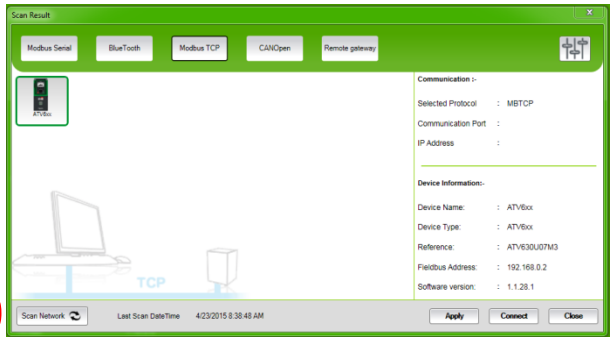 Scan Result
x
Modbus Serial
BlueTooth
Modbus TCP
CANOpen
Remote gateway
ATV6xx
TCP
Communication :-
Selected Protocol : MBTCP
Communication Port :
IP Address :
Device Information:-
Device Name: : ATV6xx
Device Type: : ATV6xx
Reference: : ATV630U07M3
Fieldbus Address: : 192.168.0.2
Software version: : 1.1.28.1
Scan Network Last Scan DateTime 4/23/2015 8:38:48 AM Apply Connect Close